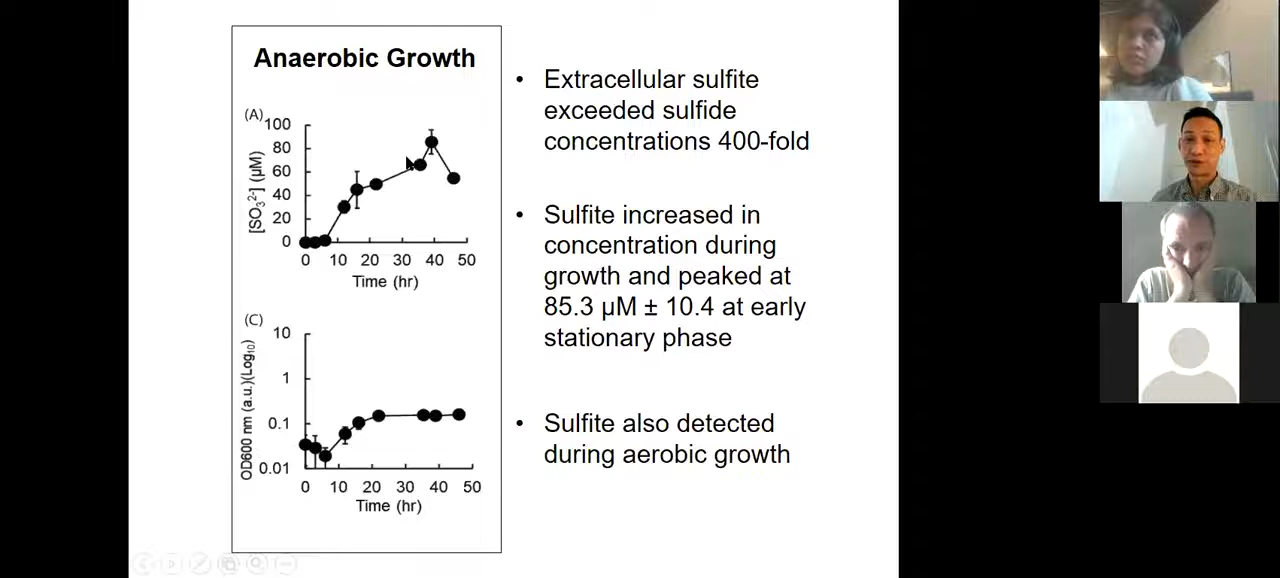 Anaerobic Growth
(A)
100
80
60
40
20
0
[SO₃²⁻] (µM)
0 10 20 30 40 50
Time (hr)
(C)
10
1
0.1
0.01
OD600 nm (a.u.)(Log₁₀)
0 10 20 30 40 50
Time (hr)
• Extracellular sulfite
exceeded sulfide
concentrations 400-fold
• Sulfite increased in
concentration during
growth and peaked at
85.3 µM ± 10.4 at early
stationary phase
• Sulfite also detected
during aerobic growth